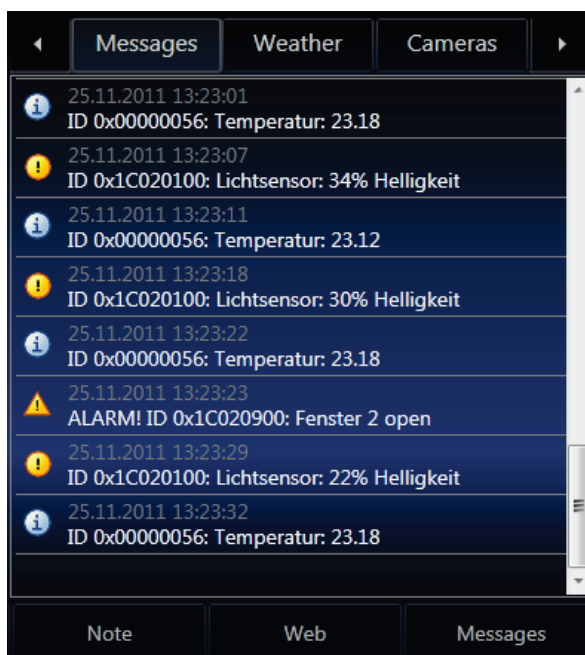 Messages Weather Cameras
25.11.2011 13:23:01
ID 0x00000056: Temperatur: 23.18
25.11.2011 13:23:07
ID 0x1C020100: Lichtsensor: 34% Helligkeit
25.11.2011 13:23:11
ID 0x00000056: Temperatur: 23.12
25.11.2011 13:23:18
ID 0x1C020100: Lichtsensor: 30% Helligkeit
25.11.2011 13:23:22
ID 0x00000056: Temperatur: 23.18
25.11.2011 13:23:23
ALARM! ID 0x1C020900: Fenster 2 open
25.11.2011 13:23:29
ID 0x1C020100: Lichtsensor: 22% Helligkeit
25.11.2011 13:23:32
ID 0x00000056: Temperatur: 23.18
Note Web Messages